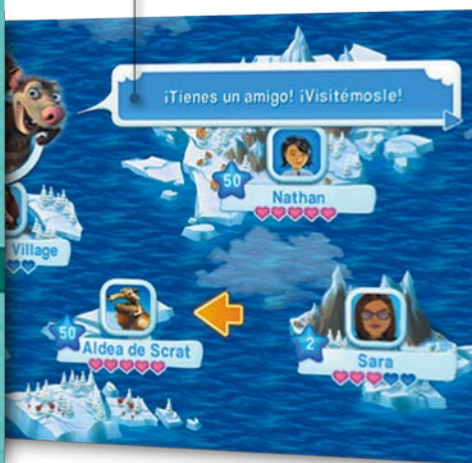 ¡Tienes un amigo! ¡Visitémosle!
50
Nathan
Village
50
Aldea de Scrat
2
Sara